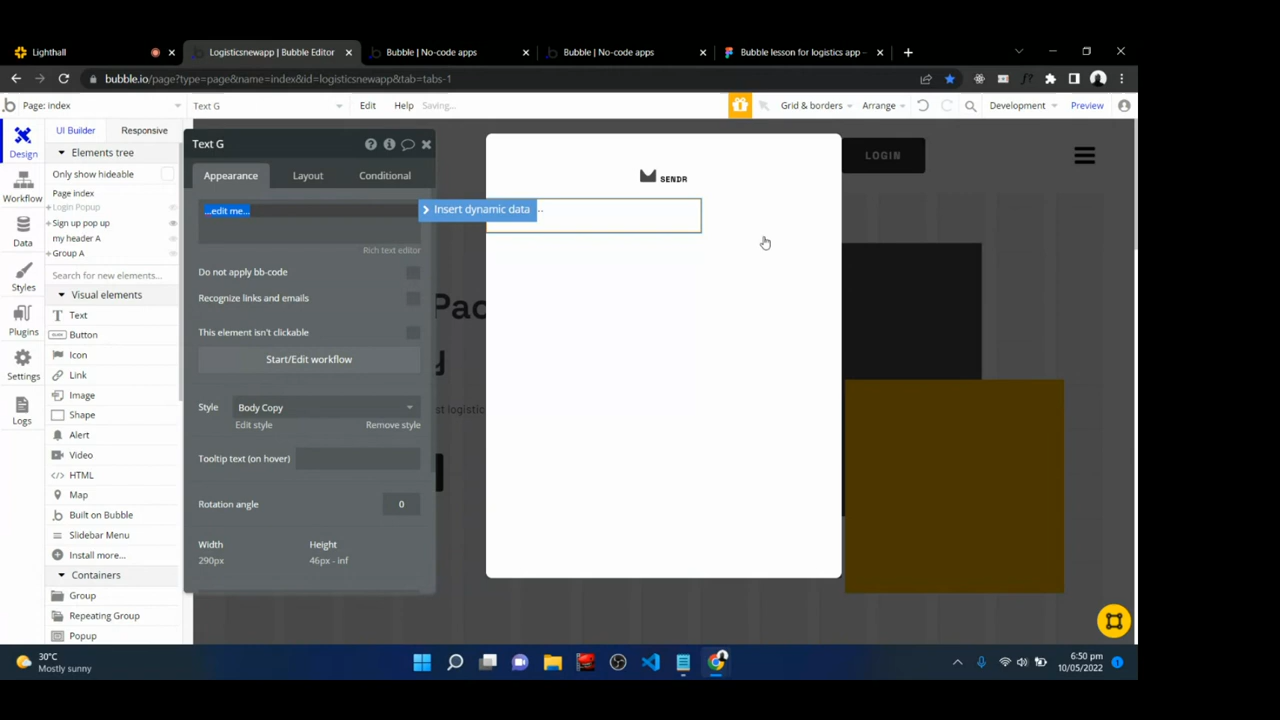 Lighthall
Logisticsnewapp | Bubble Editor
Bubble | No-code apps
Bubble | No-code apps
Bubble lesson for logistics app –
bubble.io/page?type=page&name=index&id=logisticsnewapp&tab=tabs-1
Page: index
Text G
Edit
Help
Saving...
Grid & borders
Arrange
Development
Preview
Design
Workflow
Data
Styles
Plugins
Settings
Logs
UI Builder
Responsive
Elements tree
Only show hideable
Page index
Login Popup
Sign up pop up
my header A
Group A
Search for new elements...
Visual elements
Text
Button
Icon
Link
Image
Shape
Alert
Video
</> HTML
Map
Built on Bubble
Slidebar Menu
Install more...
Containers
Group
Repeating Group
Popup
Text G
Appearance
Layout
Conditional
...edit me...
Insert dynamic data
Rich text editor
Do not apply bb-code
Recognize links and emails
This element isn't clickable
Start/Edit workflow
Style
Body Copy
Edit style
Remove style
Tooltip text (on hover)
Rotation angle
0
Width
Height
290px
46px - inf
SENDR
LOGIN
Pac
y
st logistic
30°C
Mostly sunny
6:50 pm
10/05/2022
1